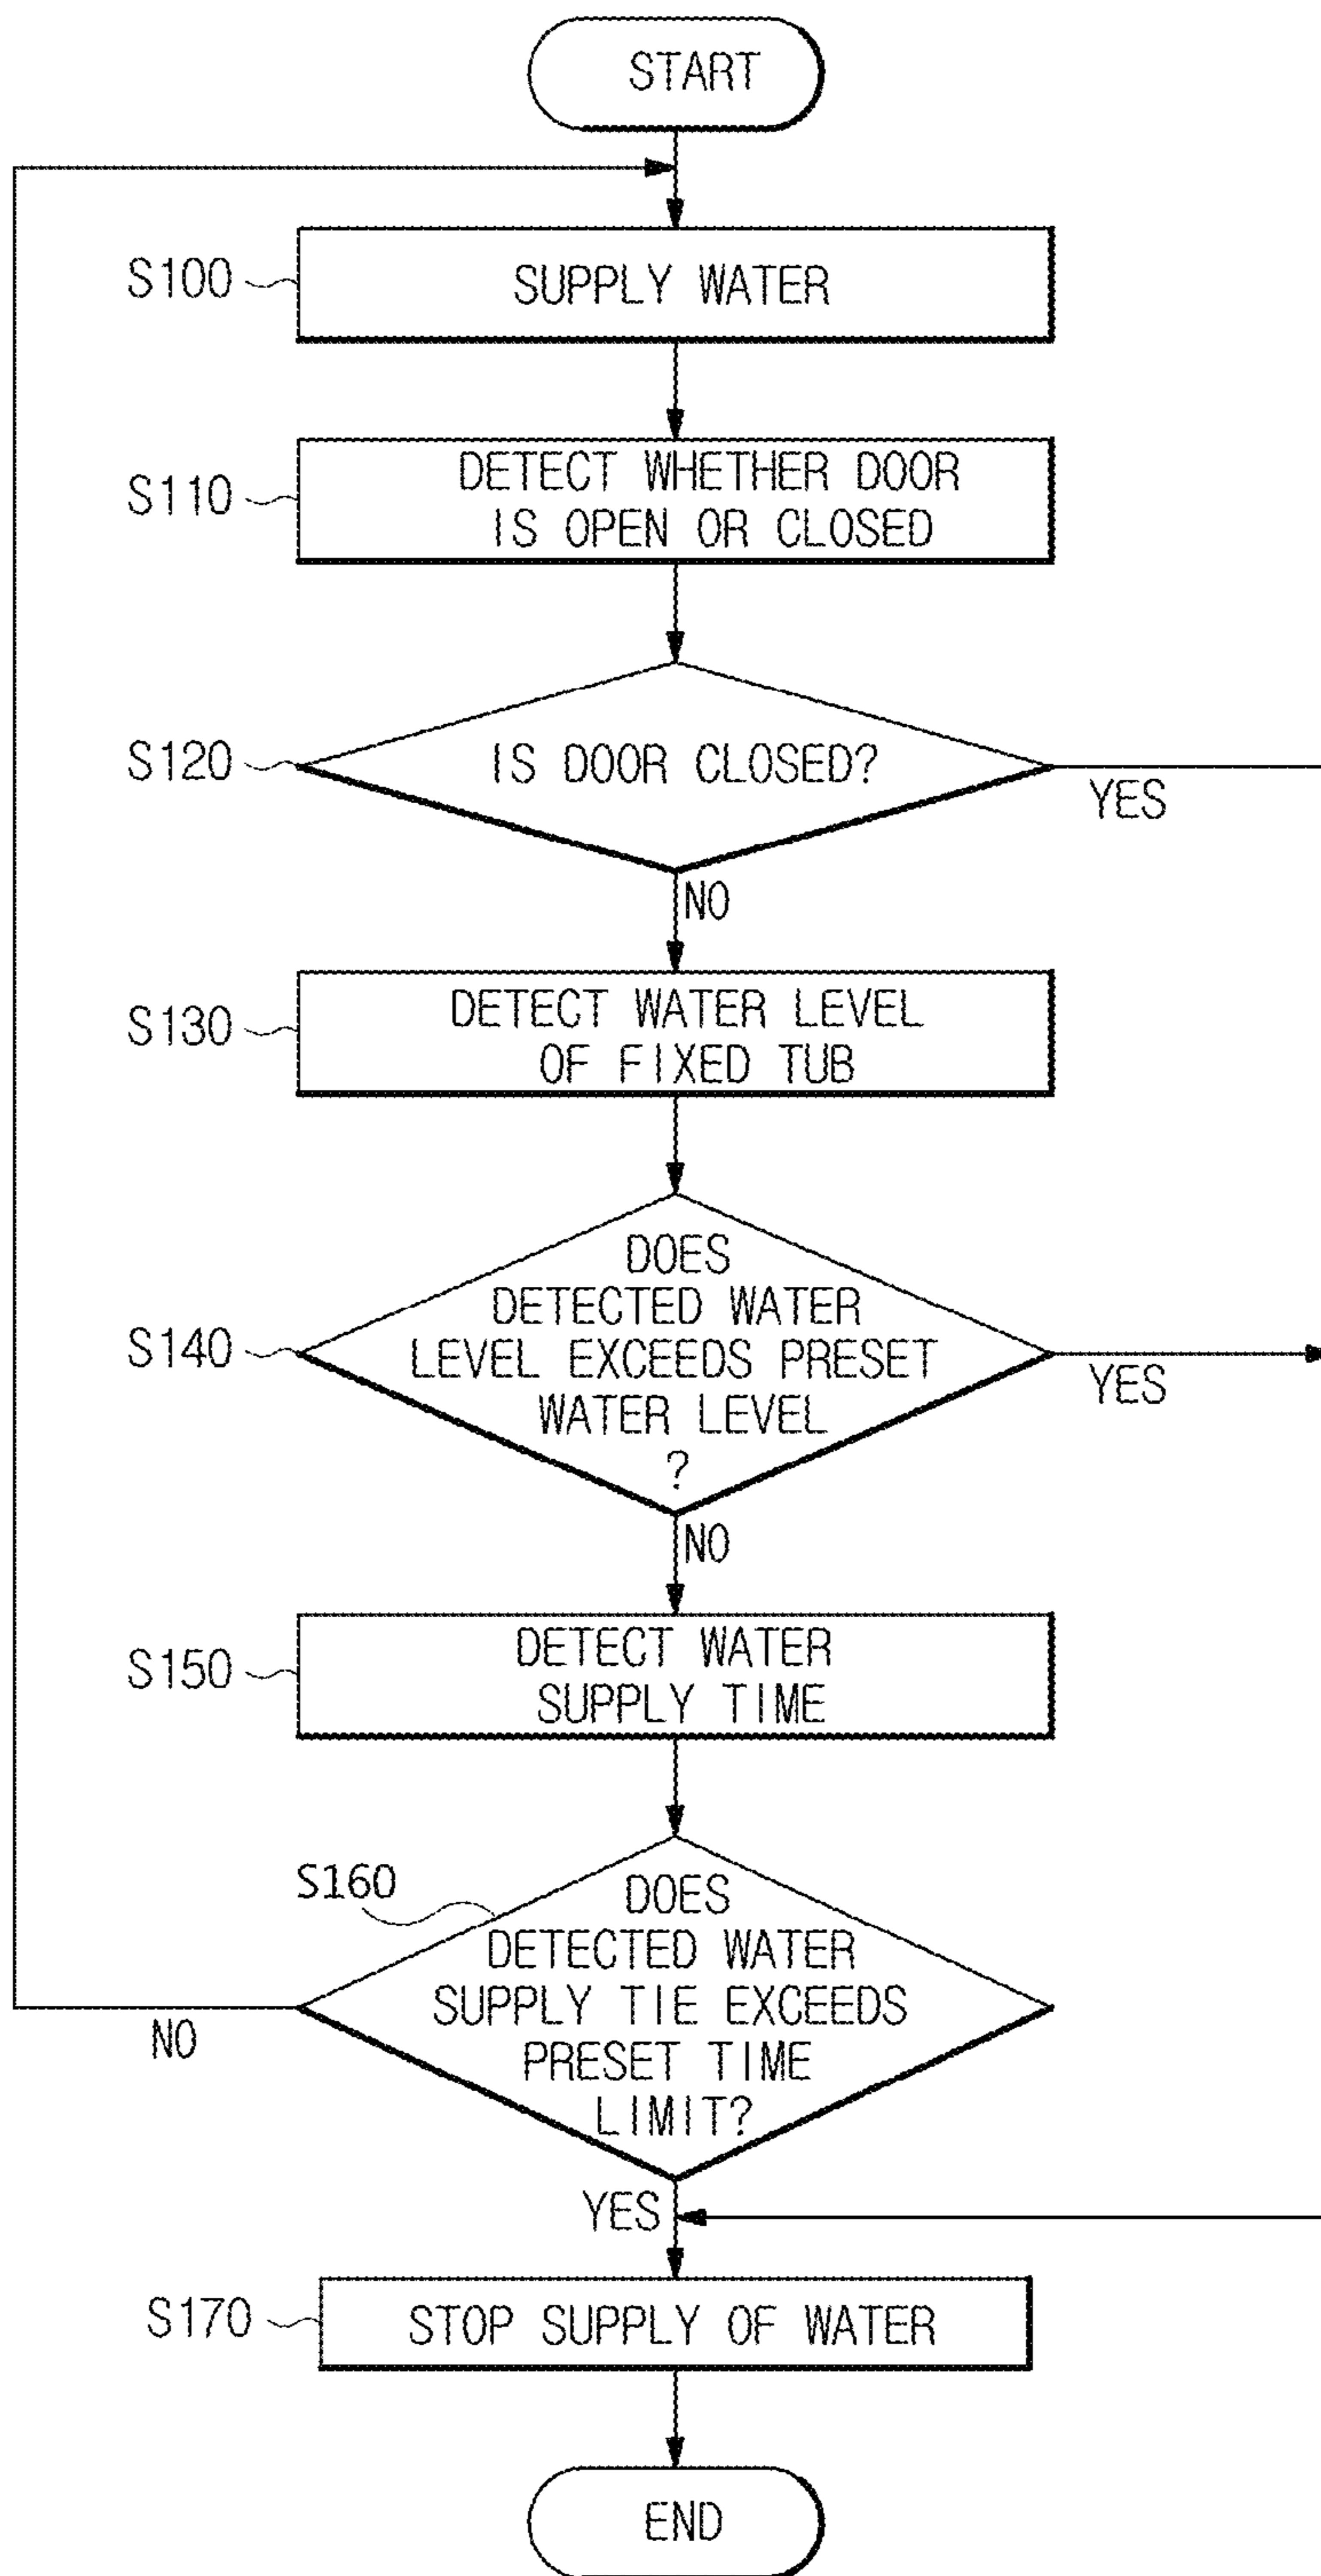 START
S100
SUPPLY WATER
S110
DETECT WHETHER DOOR
IS OPEN OR CLOSED
S120
IS DOOR CLOSED?
YES
NO
S130
DETECT WATER LEVEL
OF FIXED TUB
S140
DOES
DETECTED WATER
LEVEL EXCEEDS PRESET
WATER LEVEL
?
YES
NO
S150
DETECT WATER
SUPPLY TIME
S160
DOES
DETECTED WATER
SUPPLY TIE EXCEEDS
PRESET TIME
LIMIT?
NO
YES
S170
STOP SUPPLY OF WATER
END